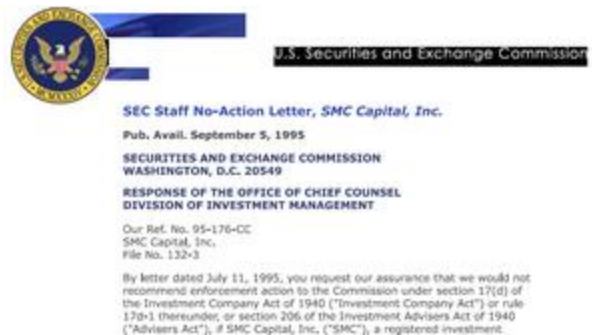 U.S. Securities and Exchange Commission
SEC Staff No-Action Letter, SMC Capital, Inc.
Pub. Avail. September 5, 1995
SECURITIES AND EXCHANGE COMMISSION
WASHINGTON, D.C. 20549
RESPONSE OF THE OFFICE OF CHIEF COUNSEL
DIVISION OF INVESTMENT MANAGEMENT
Our Ref. No. 95-176-CC
SMC Capital, Inc.
File No. 132-3
By letter dated July 11, 1995, you request our assurance that we would not
recommend enforcement action to the Commission under section 17(d) of
the Investment Company Act of 1940 ("Investment Company Act") or rule
17d-1 thereunder, or section 206 of the Investment Advisers Act of 1940
("Advisers Act"), if SMC Capital, Inc. ("SMC"), a registered investment